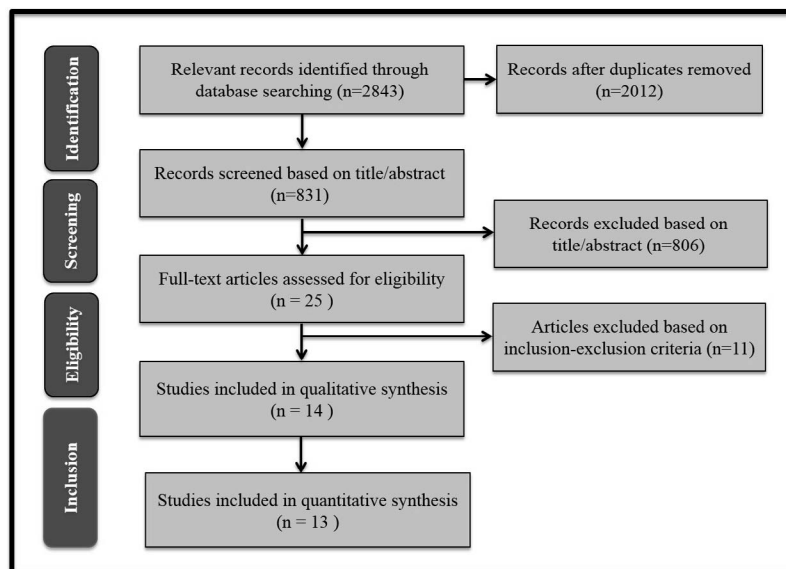 Identification
Relevant records identified through
database searching (n=2843)
Records after duplicates removed
(n=2012)
Records screened based on title/abstract
(n=831)
Screening
Records excluded based on
title/abstract (n=806)
Full-text articles assessed for eligibility
(n = 25 )
Eligibility
Articles excluded based on
inclusion-exclusion criteria (n=11)
Studies included in qualitative synthesis
(n = 14 )
Inclusion
Studies included in quantitative synthesis
(n = 13 )